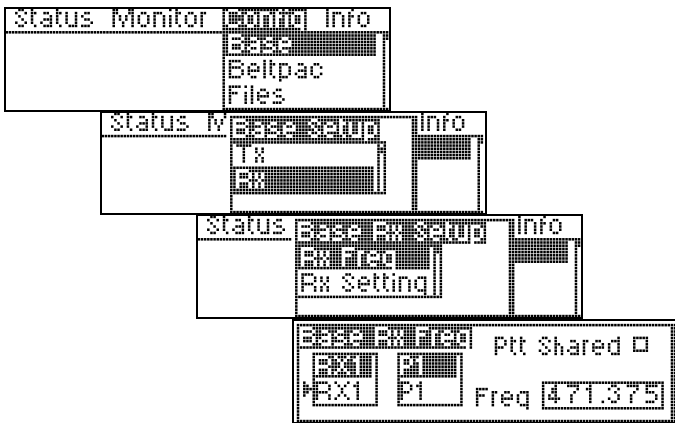 Status Monitor Config Info
Base
Beltpac
Files
Status M Base Setup Info
Tx
Rx
Status Base Rx Setup Info
Rx Freq
Rx Setting
Base Rx Freq Ptt Shared
RX1 P1
RX1 P1 Freq 471.375